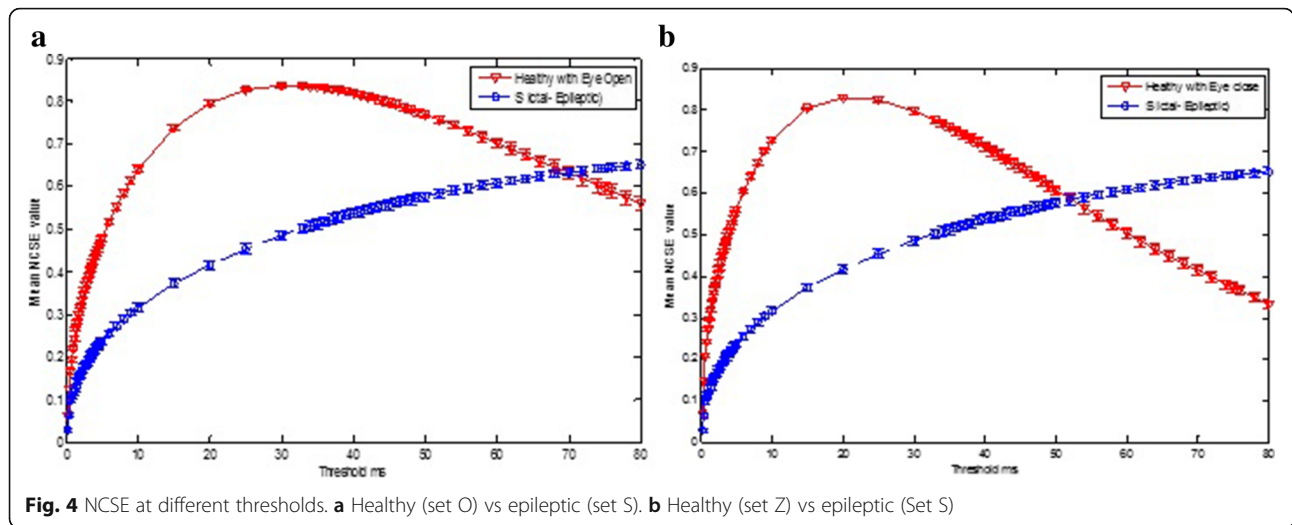 a
0.9
0.8
0.7
0.6
0.5
0.4
0.3
0.2
0.1
0
Mean NCSE value
0 10 20 30 40 50 60 70 80
Threshold ms
Healthy with Eye Open
S Ictal- Epileptic)
b
0.9
0.8
0.7
0.6
0.5
0.4
0.3
0.2
0.1
0
Mean NCSE value
0 10 20 30 40 50 60 70 80
Threshold ms
Healthy with Eye close
S Ictal- Epileptic)
Fig. 4 NCSE at different thresholds. a Healthy (set O) vs epileptic (set S). b Healthy (set Z) vs epileptic (Set S)